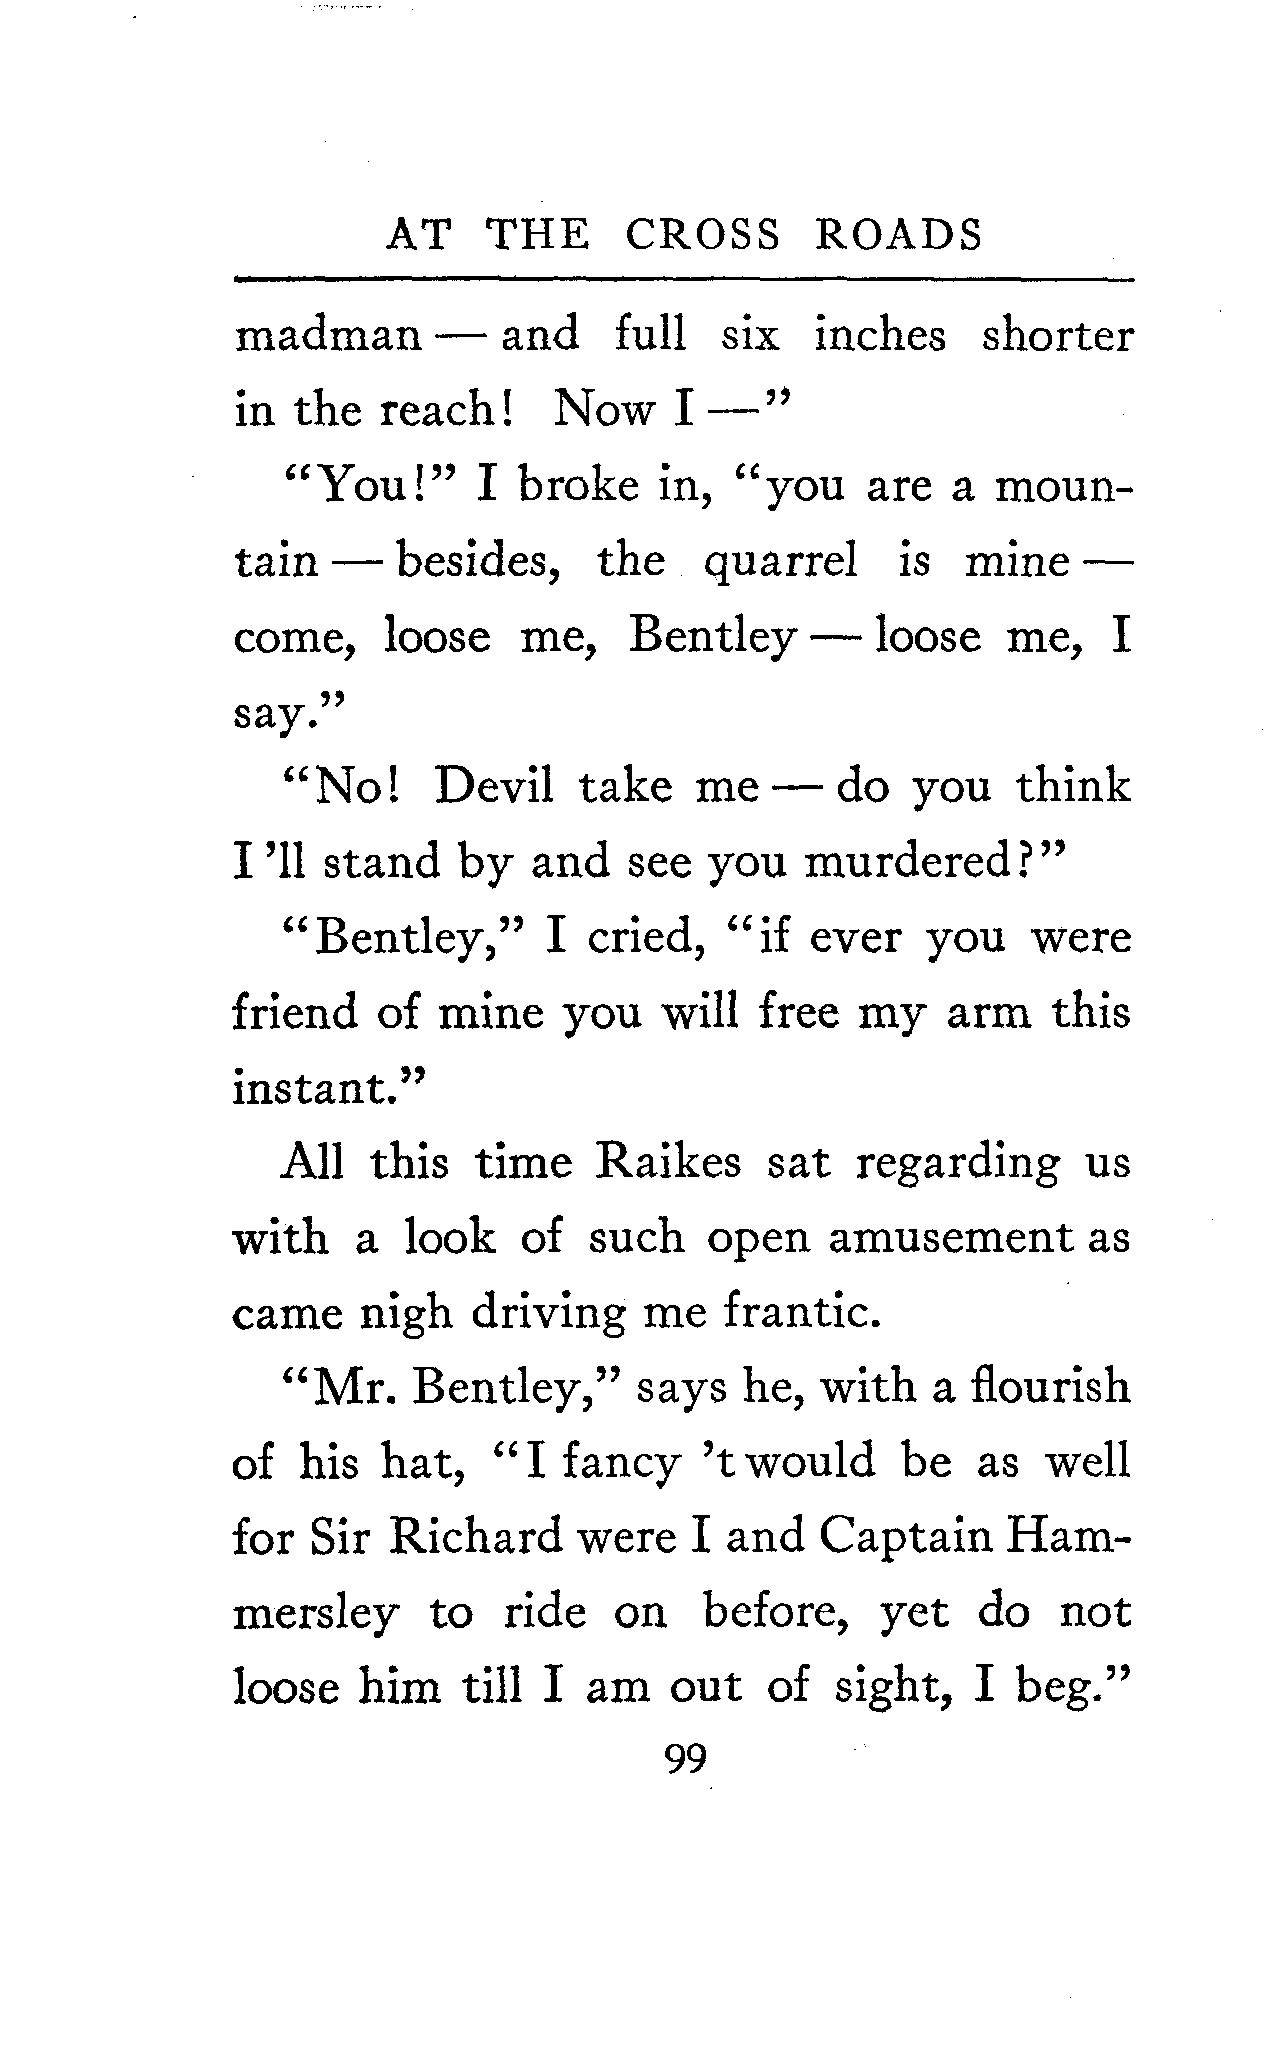 AT THE CROSS ROADS
madman — and full six inches shorter
in the reach! Now I —"
"You!" I broke in, "you are a moun-
tain — besides, the quarrel is mine —
come, loose me, Bentley — loose me, I
say."
"No! Devil take me — do you think
I 'll stand by and see you murdered?"
"Bentley," I cried, "if ever you were
friend of mine you will free my arm this
instant."
All this time Raikes sat regarding us
with a look of such open amusement as
came nigh driving me frantic.
"Mr. Bentley," says he, with a flourish
of his hat, "I fancy 't would be as well
for Sir Richard were I and Captain Ham-
mersley to ride on before, yet do not
loose him till I am out of sight, I beg."
99